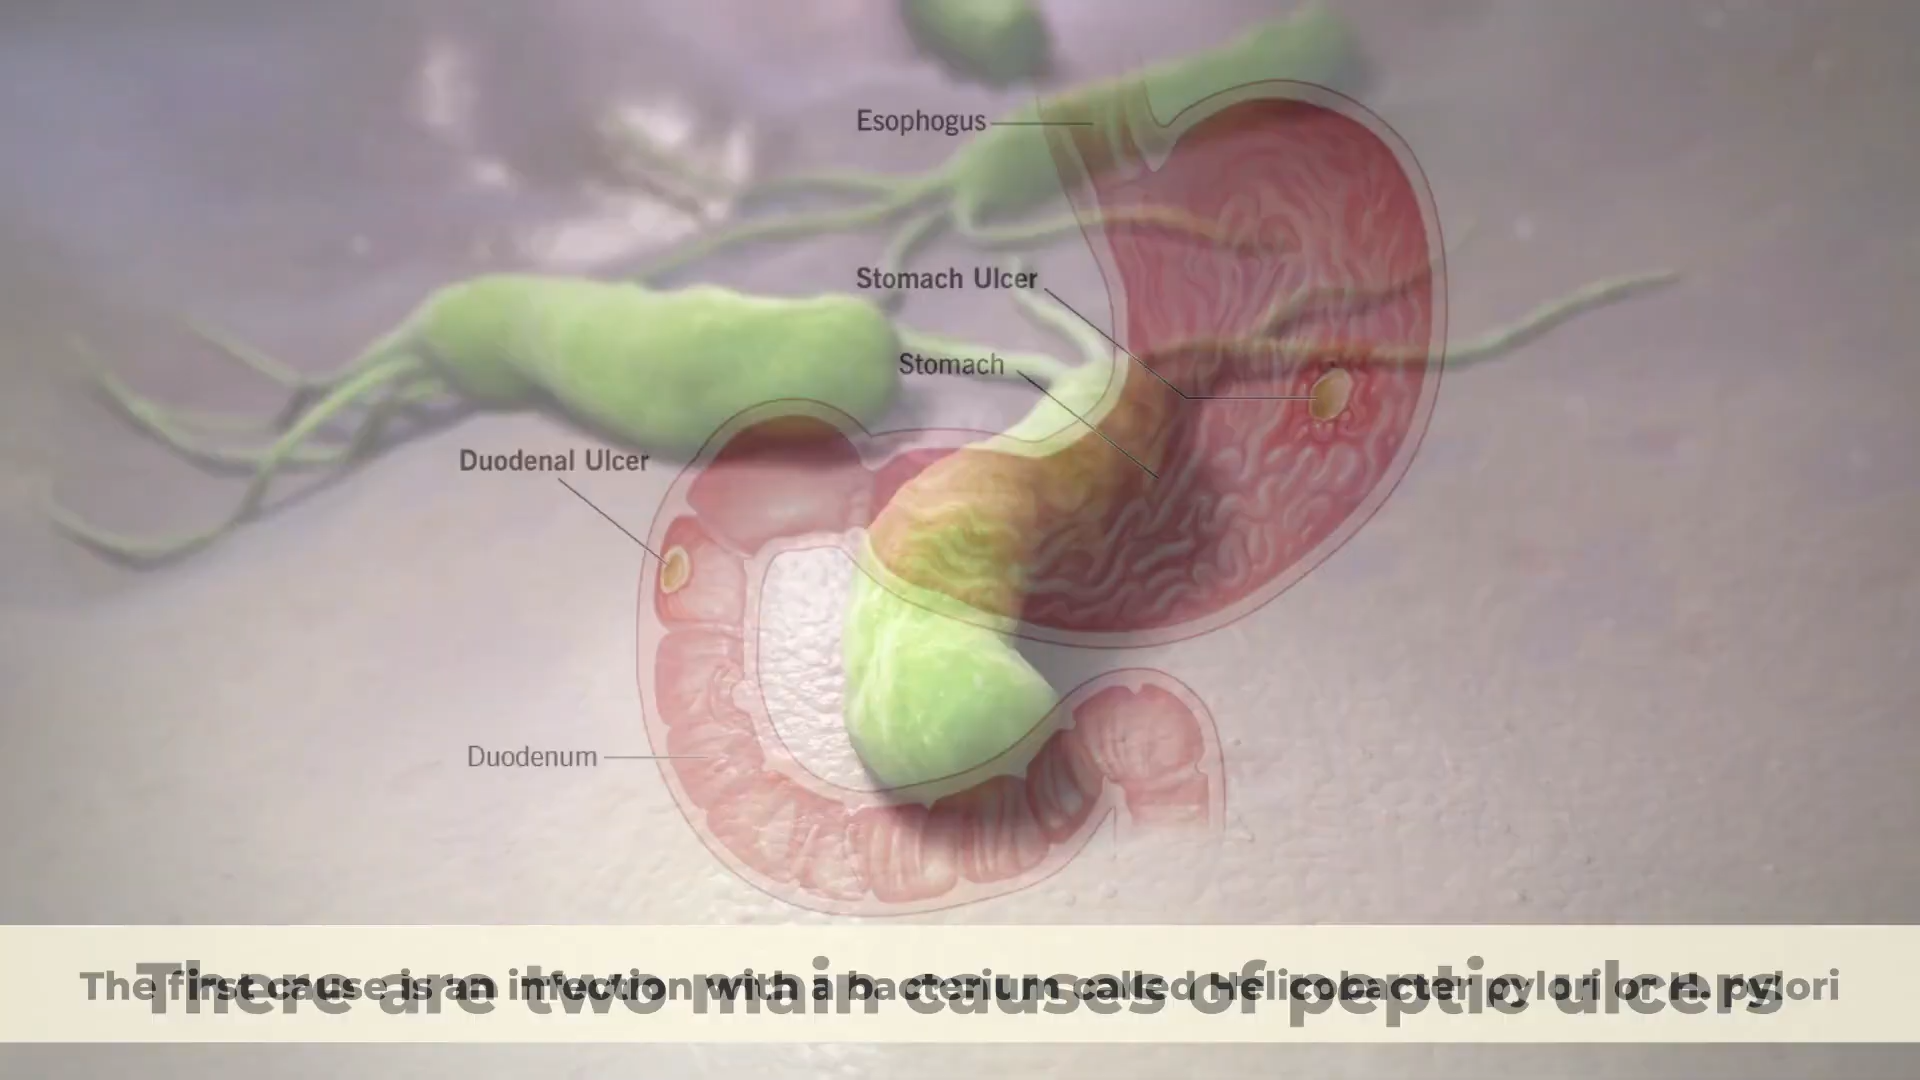 Esophogus
Stomach Ulcer
Stomach
Duodenal Ulcer
Duodenum
There are two main causes of peptic ulcers
The first cause is an infection with a bacterium called Helicobacter pylori or H. pylori